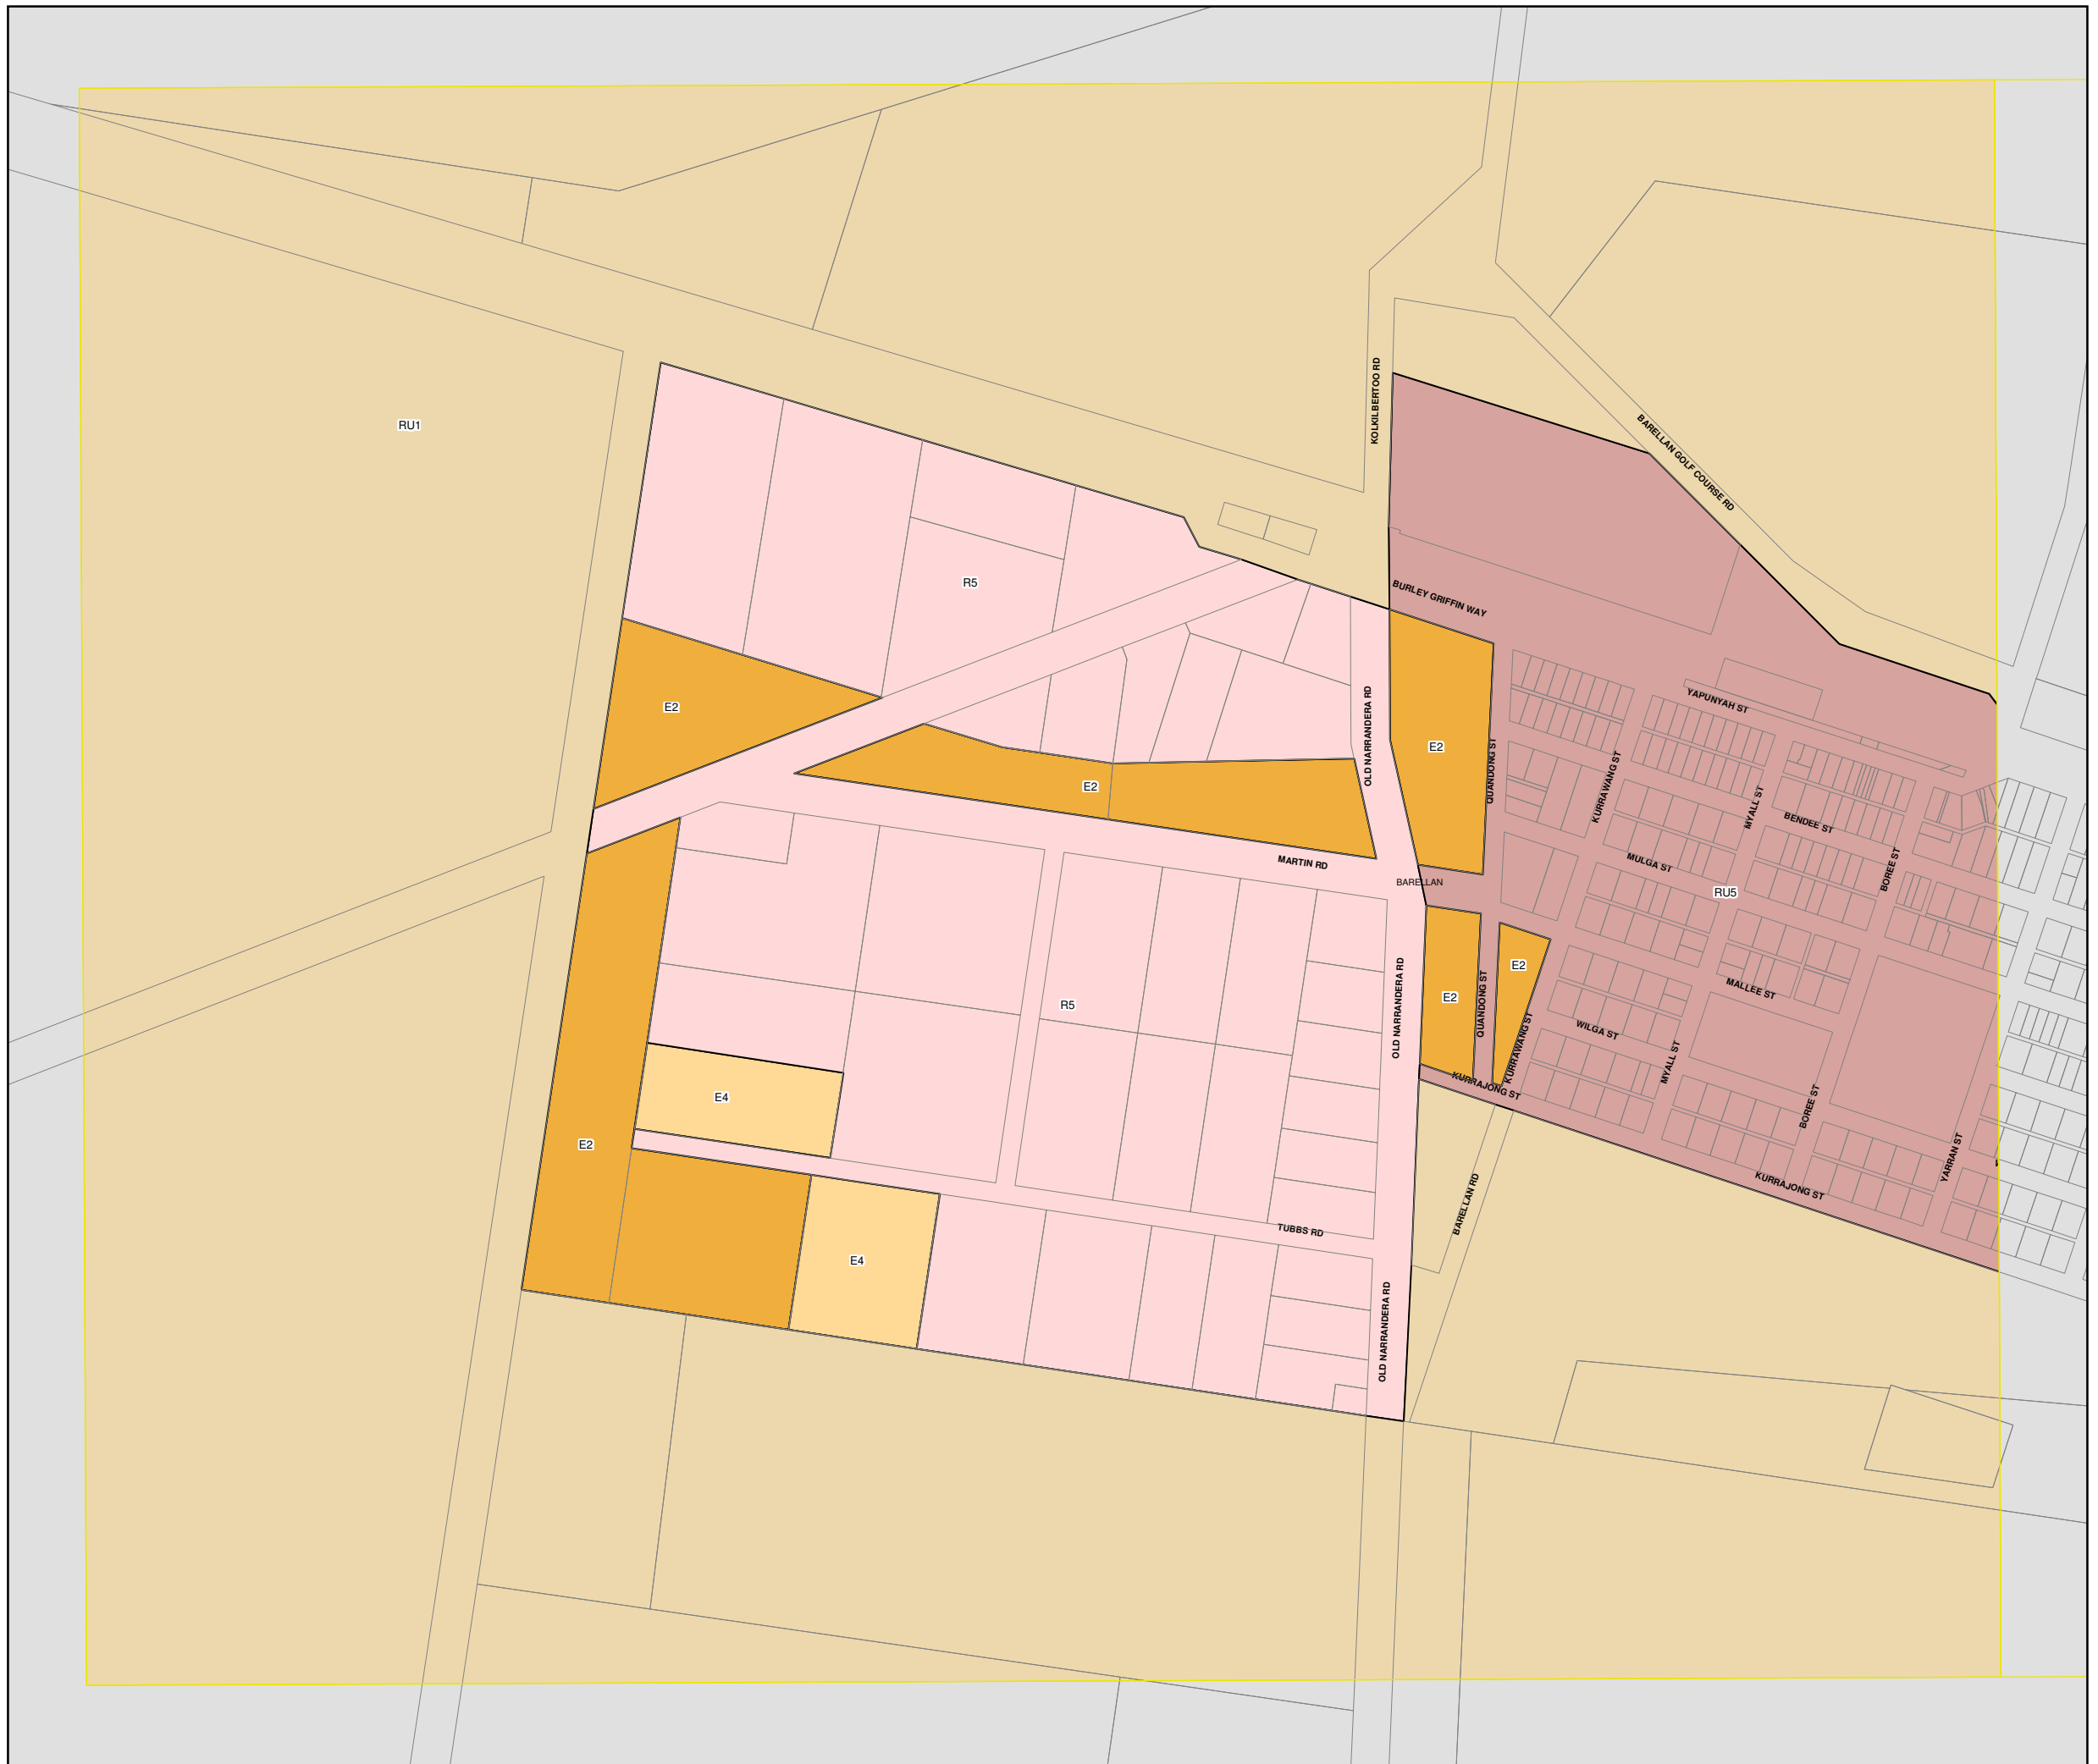 KOLKILBERTOO RD
RU1
BARELLAN GOLF COURSE RD
R5
BURLEY GRIFFIN WAY
E2
OLD NARRANDERA RD
E2
QUANDONG ST
YAPUNYAH ST
E2
KURRAWANG ST
MYALL ST
BENDEE ST
MARTIN RD
MULGA ST
BOREE ST
BARELLAN
RU5
E2
E2
R5
OLD NARRANDERA RD
QUANDONG ST
MALLEE ST
KURRAWANG ST
WILGA ST
MYALL ST
E4
KURRAJONG ST
BOREE ST
E2
YARRAN ST
KURRAJONG ST
BARELLAN RD
TUBBS RD
E4
OLD NARRANDERA RD